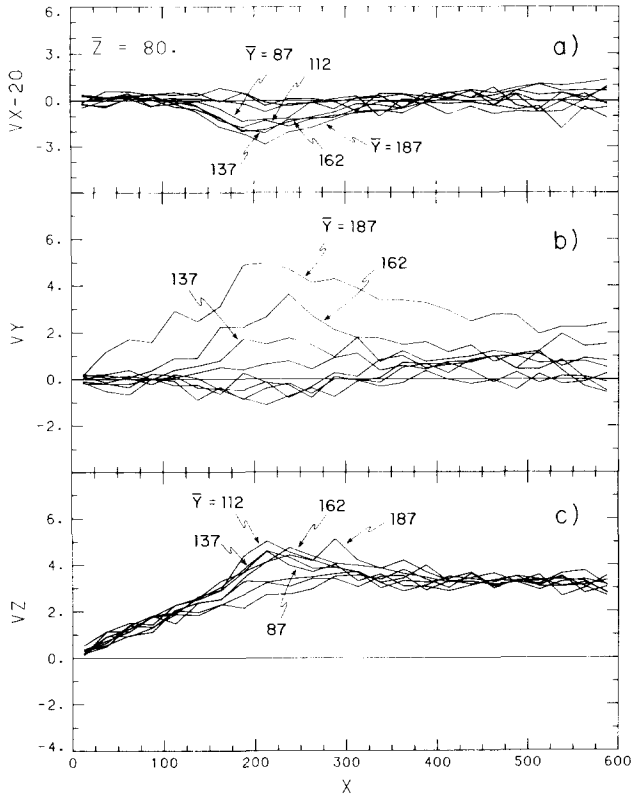 6.
3.
0.
-3.
VX-20
Z̅ = 80.
Y̅ = 87
112
a)
137
162
Y̅ = 187
6.
4.
2.
0.
-2.
VY
Y̅ = 187
137
162
b)
6.
4.
2.
0.
-2.
-4.
VZ
Y̅ = 112
162
187
c)
137
87
0 100 200 300 400 500 600
X